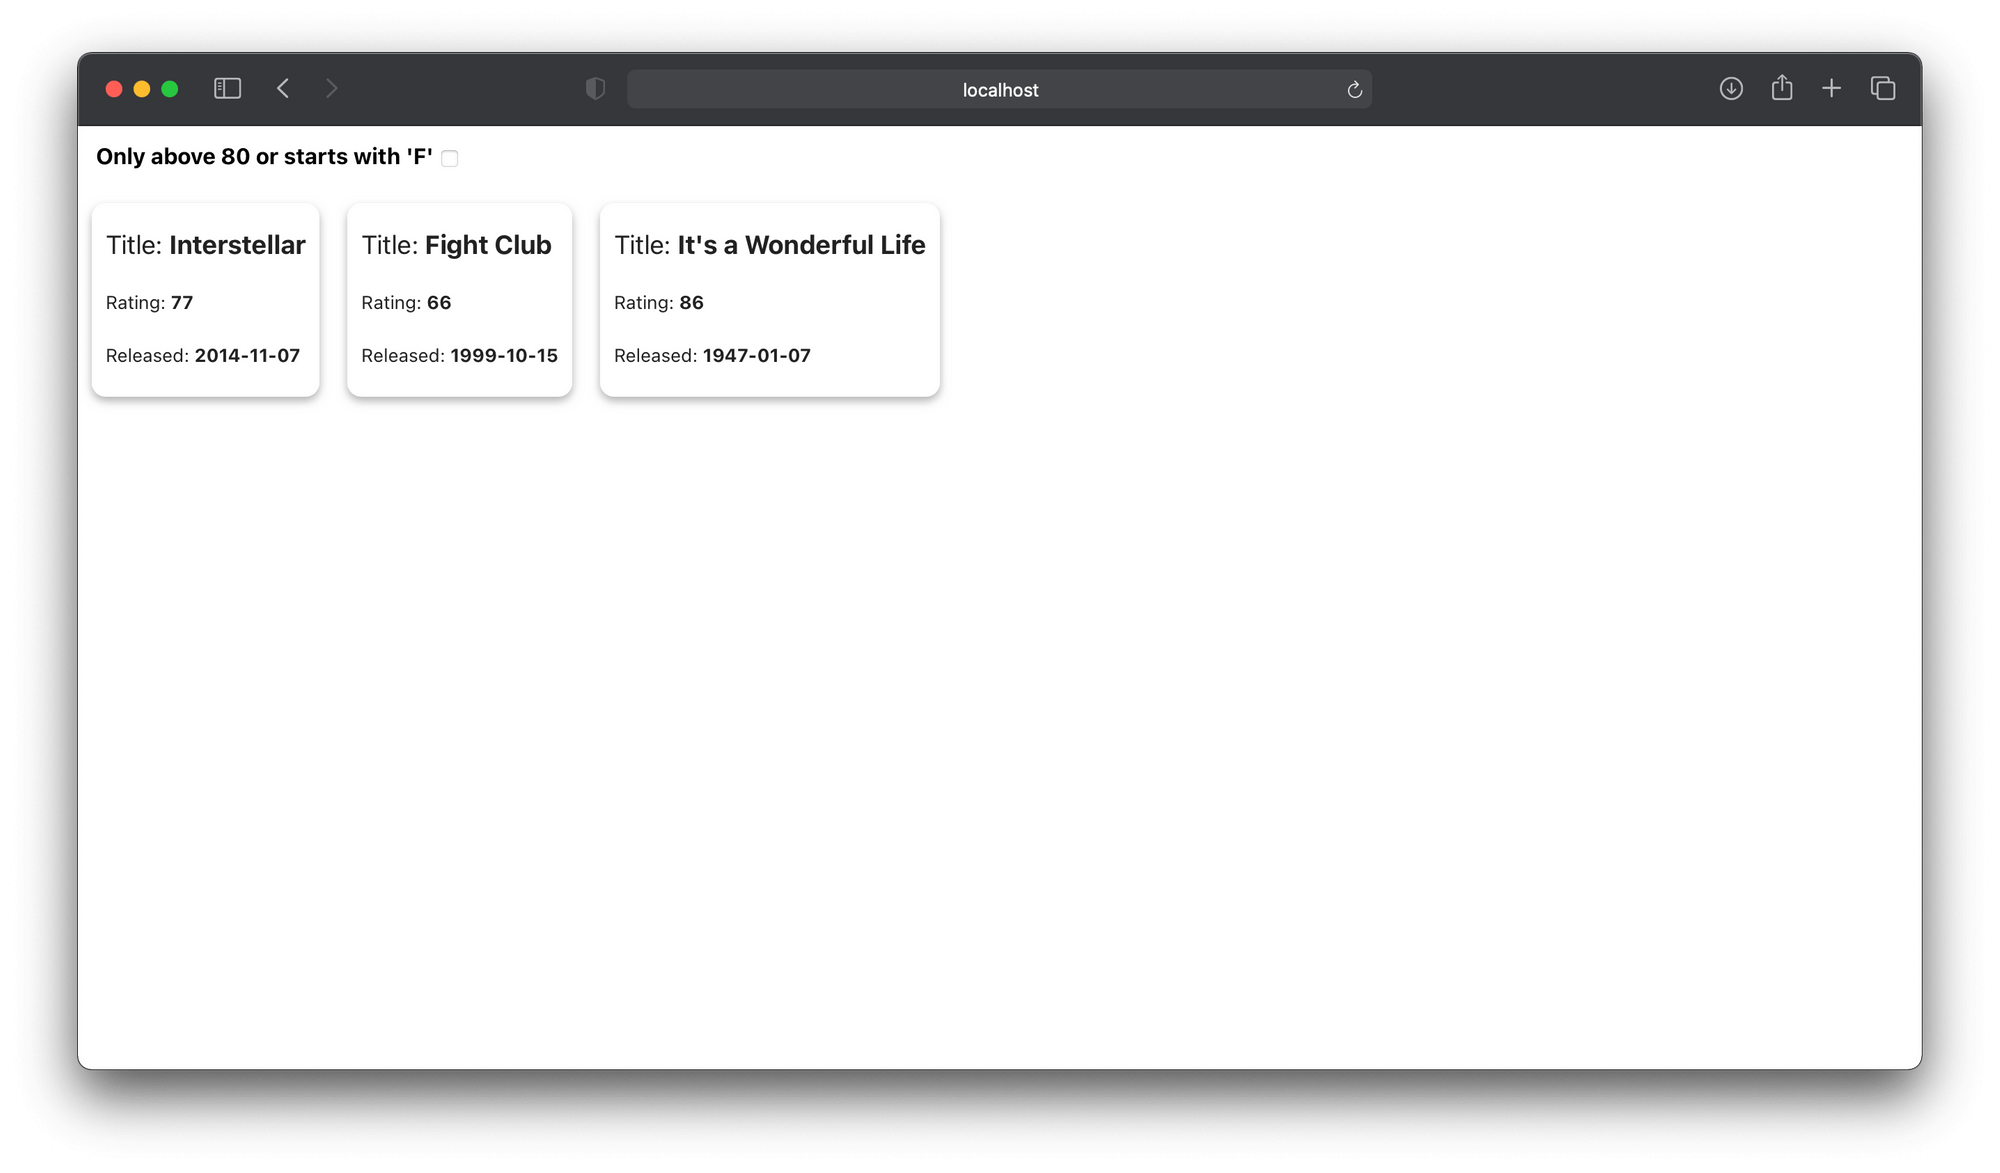 localhost
Only above 80 or starts with 'F'
Title: Interstellar
Rating: 77
Released: 2014-11-07
Title: Fight Club
Rating: 66
Released: 1999-10-15
Title: It's a Wonderful Life
Rating: 86
Released: 1947-01-07